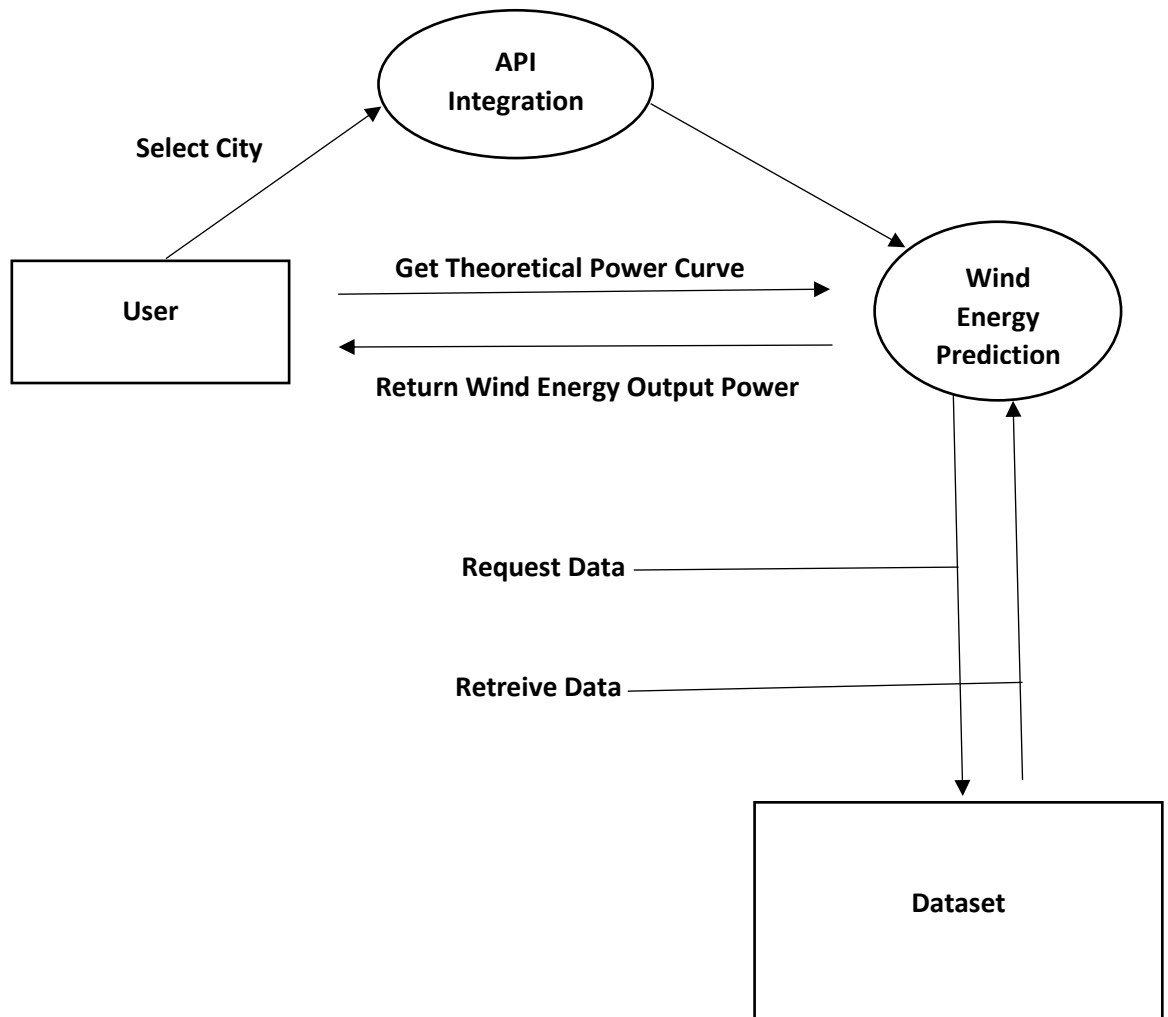 API
Integration
Select City
Get Theoretical Power Curve
User
Wind
Energy
Prediction
Return Wind Energy Output Power
Request Data
Retreive Data
Dataset